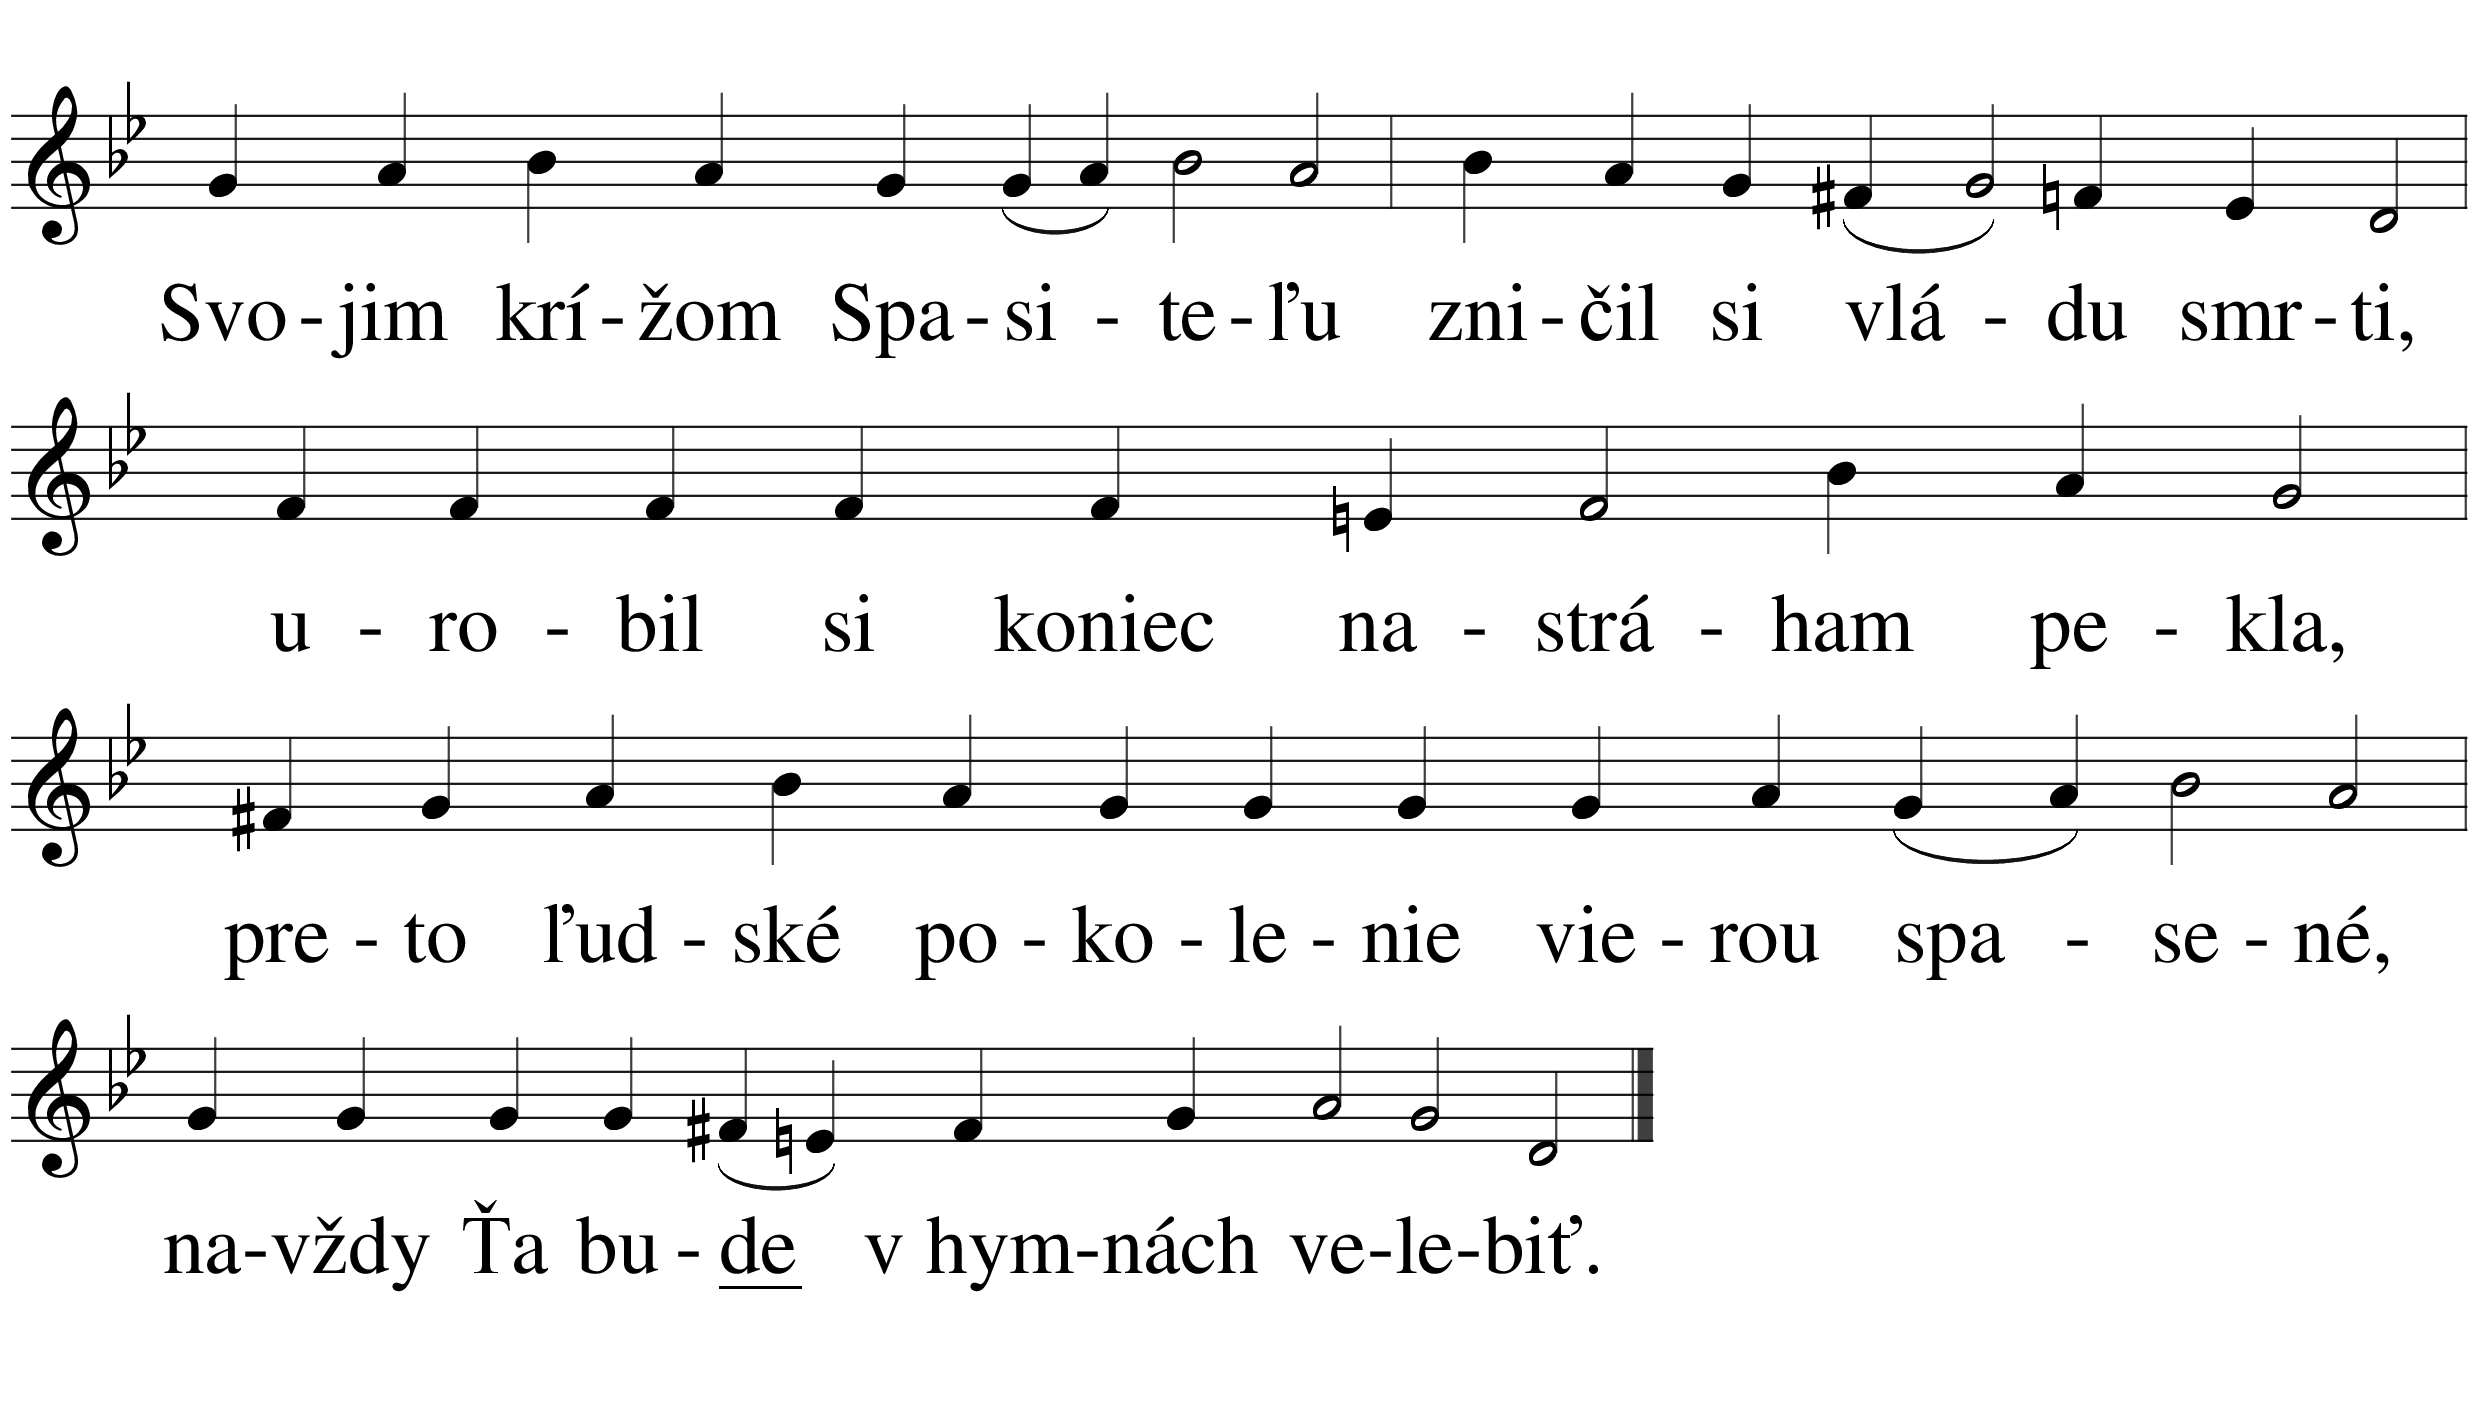 Svo - jim krí - žom Spa - si - te - ľu zni - čil si vlá - du smr - ti,
u - ro - bil si koniec na - strá - ham pe - kla,
pre - to ľud - ské po - ko - le - nie vie - rou spa - se - né,
na-vždy Ťa bu - de v hym-nách ve-le-biť.